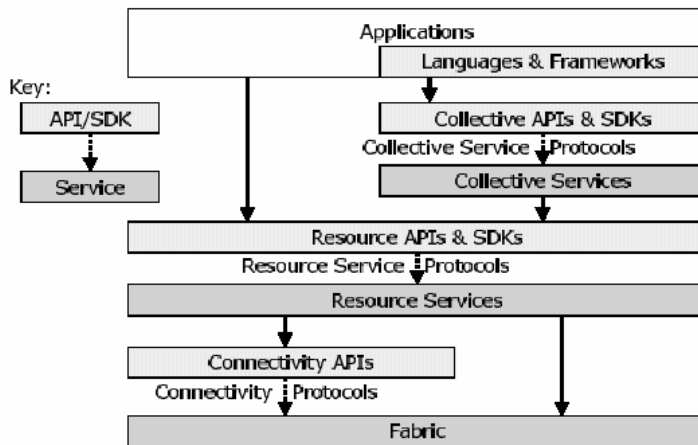 Applications
Languages & Frameworks
Key:
API/SDK
Collective APIs & SDKs
Collective Service Protocols
Service
Collective Services
Resource APIs & SDKs
Resource Service Protocols
Resource Services
Connectivity APIs
Connectivity Protocols
Fabric